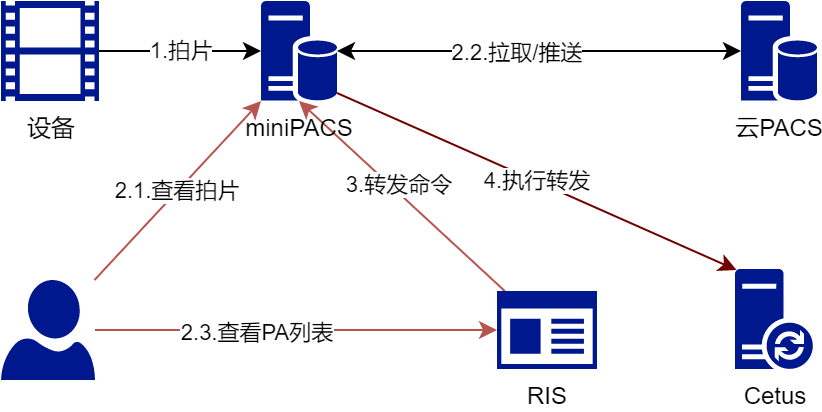 1.拍片
2.2.拉取/推送
设备
miniPACS
云PACS
2.1.查看拍片
3.转发命令
4.执行转发
2.3.查看PA列表
RIS
Cetus